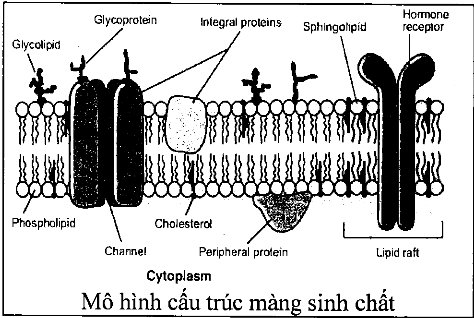 Glycoprotein
Integral proteins
Hormone
receptor
Glycolipid
Sphingolipid
Phospholipid
Cholesterol
Channel
Peripheral protein
Lipid raft
Cytoplasm
Mô hình cấu trúc màng sinh chất